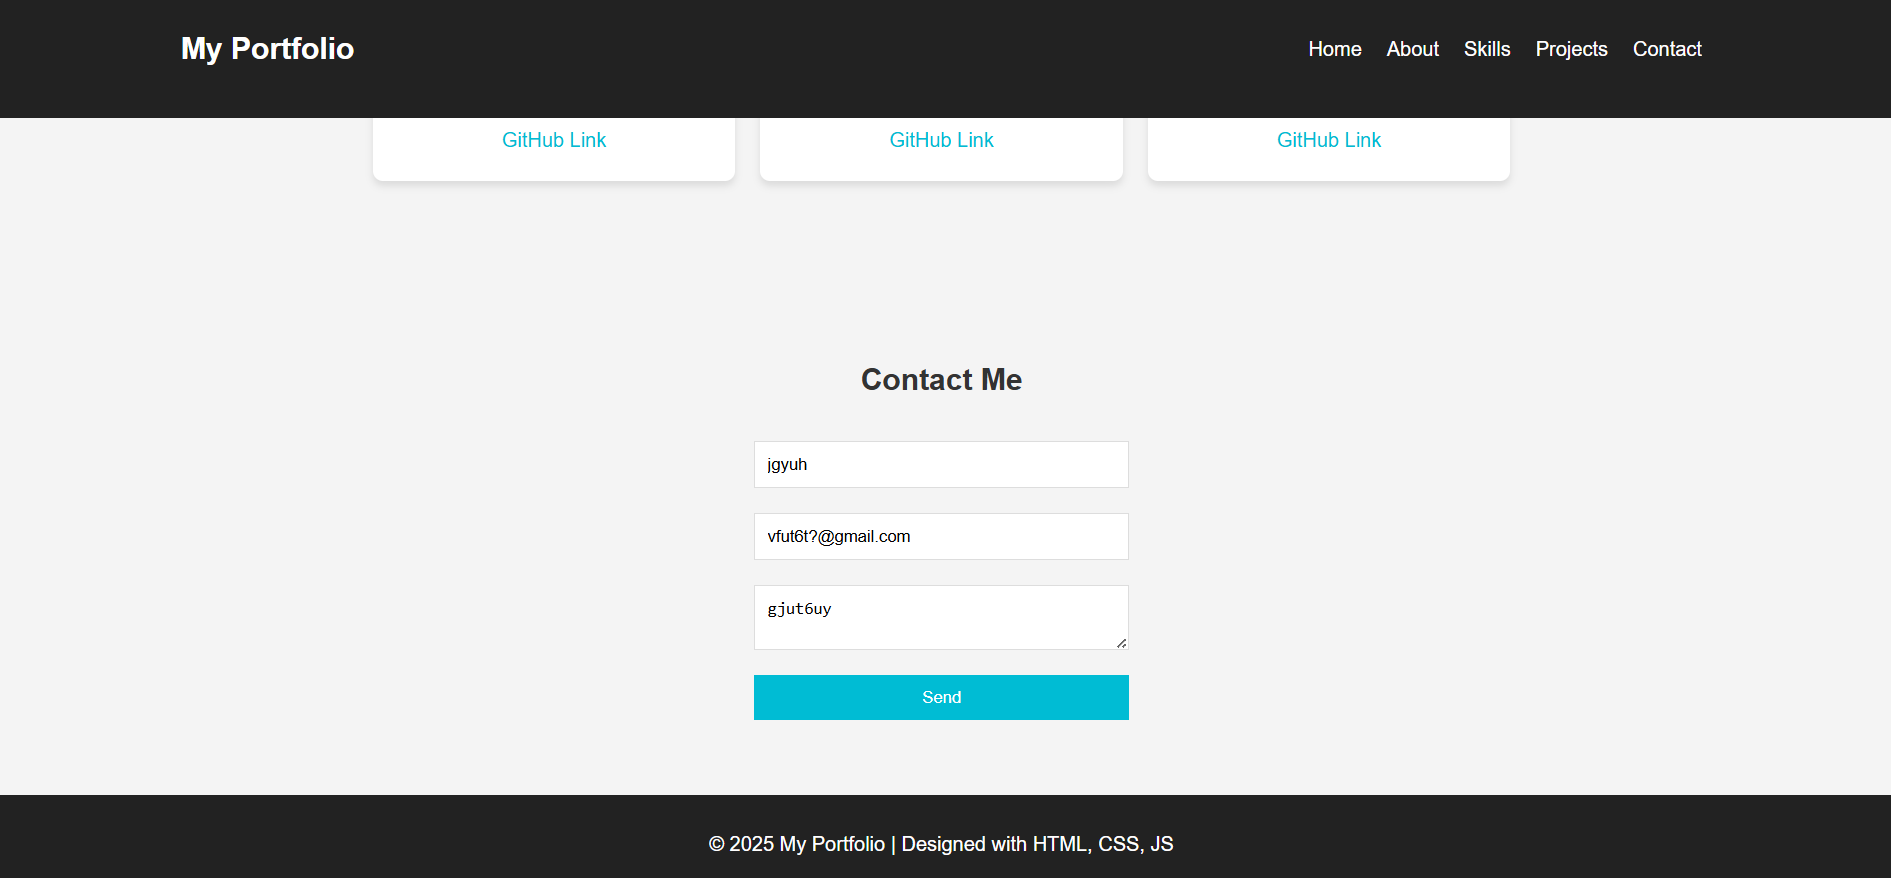 My Portfolio
Home About Skills Projects Contact
GitHub Link GitHub Link GitHub Link
Contact Me
jgyuh
vfut6t?@gmail.com
gjut6uy
Send
© 2025 My Portfolio | Designed with HTML, CSS, JS